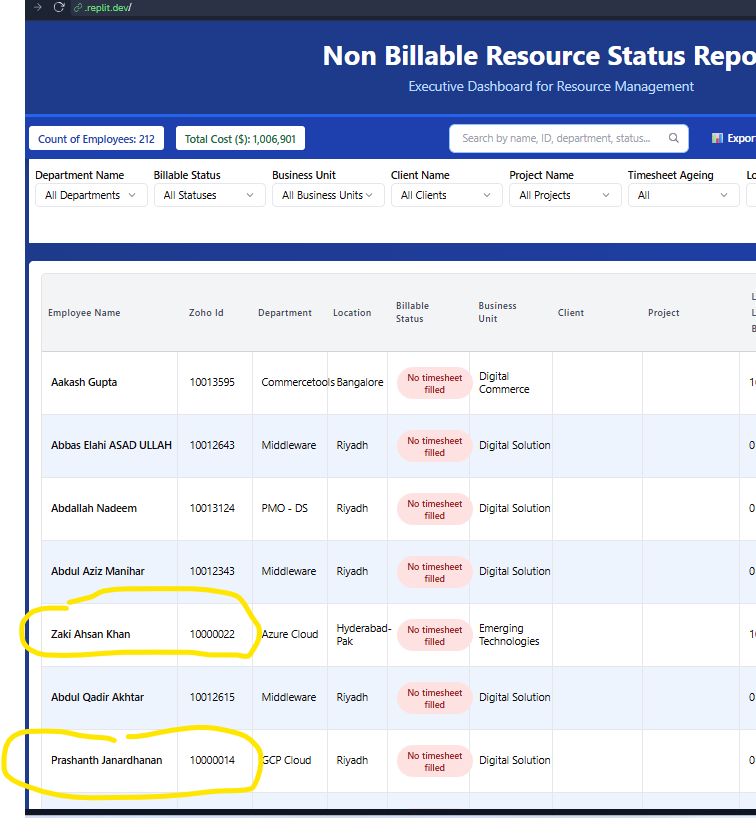 .replit.dev/
Non Billable Resource Status Repo
Executive Dashboard for Resource Management
Count of Employees: 212
Total Cost ($): 1,006,901
Search by name, ID, department, status...
Expor
Department Name
Billable Status
Business Unit
Client Name
Project Name
Timesheet Ageing
Lo
All Departments
All Statuses
All Business Units
All Clients
All Projects
All
Employee Name
Zoho Id
Department
Location
Billable
Status
Business
Unit
Client
Project
L
L
B
Aakash Gupta
10013595
Commercetools
Bangalore
No timesheet
filled
Digital
Commerce
1
Abbas Elahi ASAD ULLAH
10012643
Middleware
Riyadh
No timesheet
filled
Digital Solution
0
Abdallah Nadeem
10013124
PMO - DS
Riyadh
No timesheet
filled
Digital Solution
0
Abdul Aziz Manihar
10012343
Middleware
Riyadh
No timesheet
filled
Digital Solution
0
Zaki Ahsan Khan
10000022
Azure Cloud
Hyderabad-
Pak
No timesheet
filled
Emerging
Technologies
1
Abdul Qadir Akhtar
10012615
Middleware
Riyadh
No timesheet
filled
Digital Solution
0
Prashanth Janardhanan
10000014
GCP Cloud
Riyadh
No timesheet
filled
Digital Solution
0